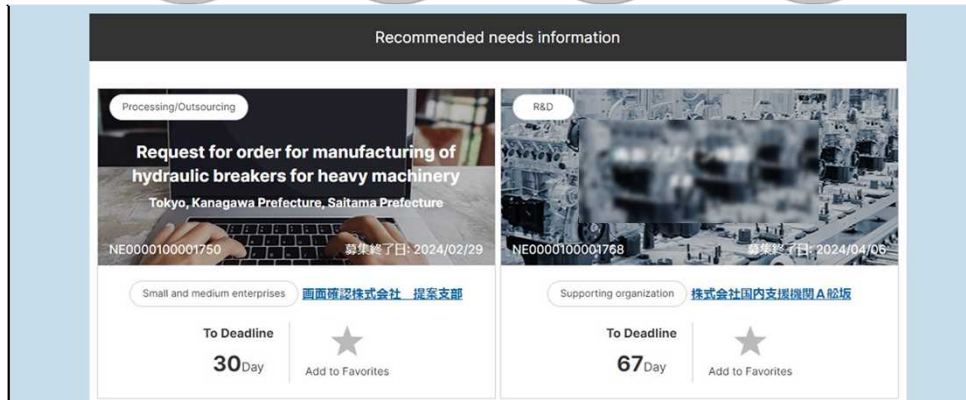 Recommended needs information
Processing/Outsourcing
Request for order for manufacturing of
hydraulic breakers for heavy machinery
Tokyo, Kanagawa Prefecture, Saitama Prefecture
NE0000100001750 募集終了日: 2024/02/29
Small and medium enterprises 画面確認株式会社 提案支部
To Deadline
30Day
Add to Favorites
R&D
NE0000100001768 募集終了日: 2024/04/06
Supporting organization 株式会社国内支援機関A舩坂
To Deadline
67Day
Add to Favorites